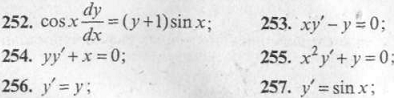 252. cos x dy/dx = (y+1) sin x; 253. xy′ − y = 0;
254. yy′ + x = 0; 255. x²y′ + y = 0;
256. y′ = y; 257. y′ = sin x;